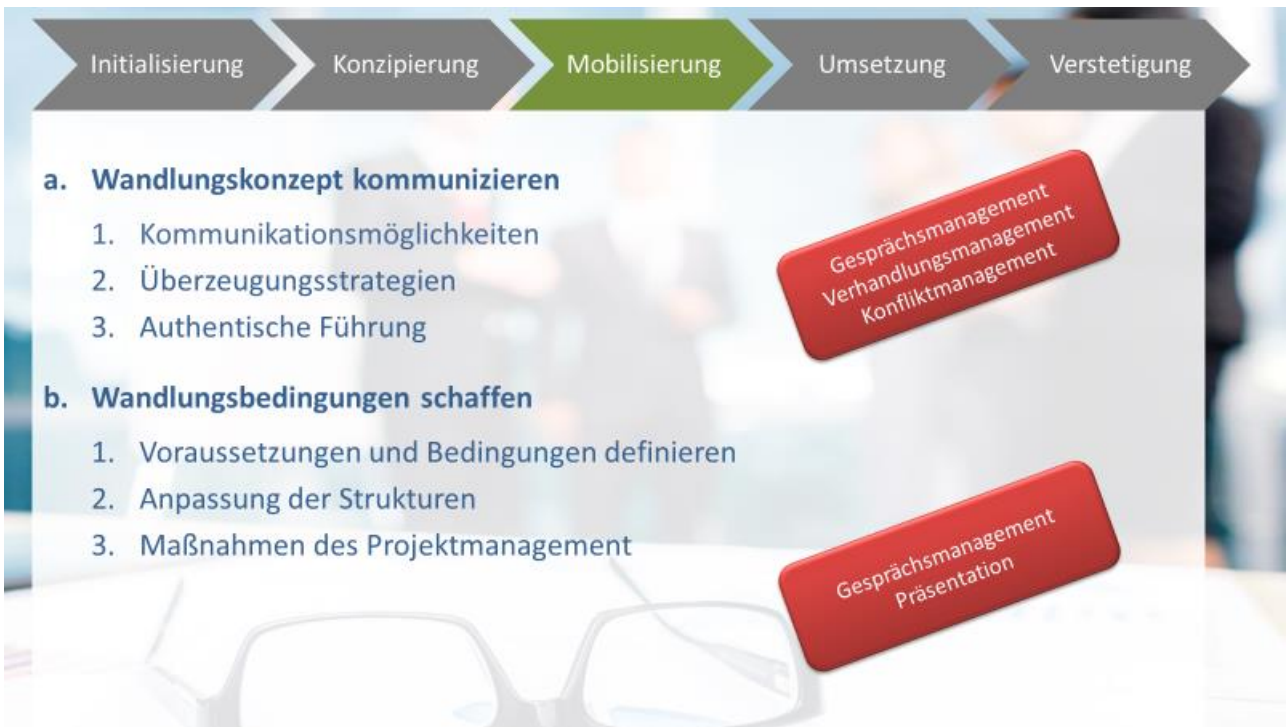 Initialisierung
Konzipierung
Mobilisierung
Umsetzung
Verstetigung
a. Wandlungskonzept kommunizieren
1. Kommunikationsmöglichkeiten
2. Überzeugungsstrategien
3. Authentische Führung
Gesprächsmanagement
Verhandlungsmanagement
Konfliktmanagement
b. Wandlungsbedingungen schaffen
1. Voraussetzungen und Bedingungen definieren
2. Anpassung der Strukturen
3. Maßnahmen des Projektmanagement
Gesprächsmanagement
Präsentation